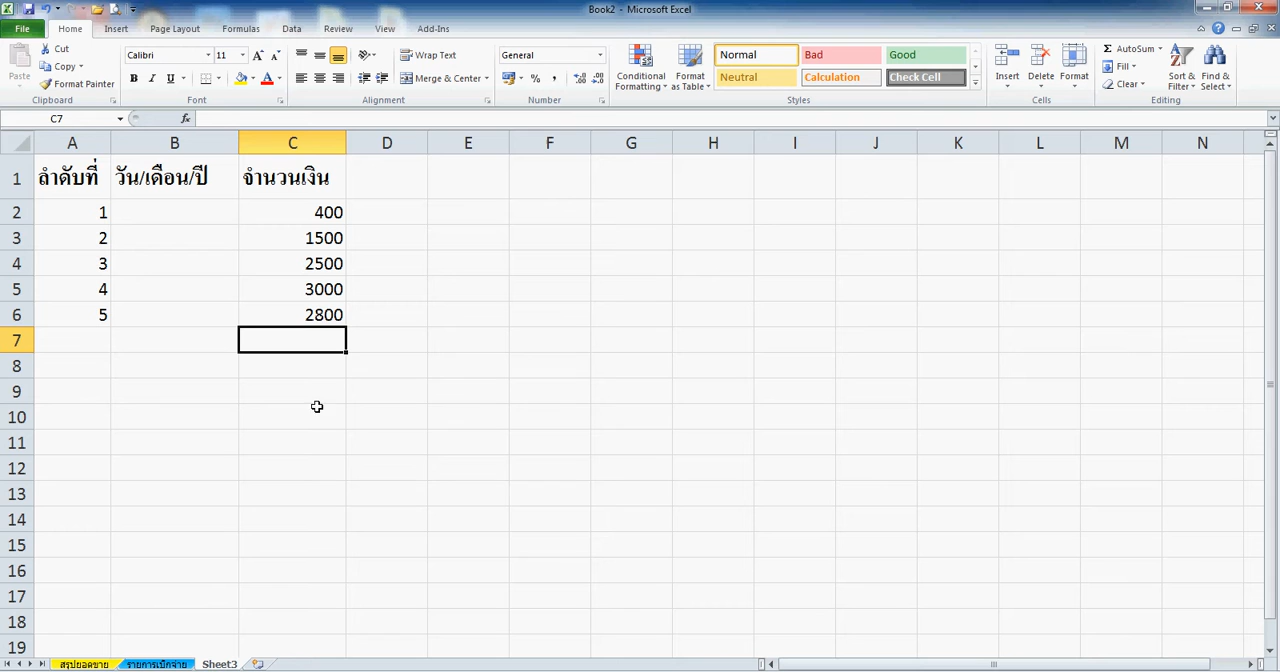 Book2 - Microsoft Excel
File Home Insert Page Layout Formulas Data Review View Add-Ins
Cut Calibri 11 Wrap Text General Normal Bad Good AutoSum
Paste Copy Conditional Formatting Format as Table Insert Delete Format Fill Sort & Filter Find & Select
Format Painter B I U Merge & Center % , Neutral Calculation Check Cell Clear
Clipboard Font Alignment Number Styles Cells Editing
C7 fx
A B C D E F G H I J K L M N
1 ลำดับที่ วัน/เดือน/ปี จำนวนเงิน
2 1 400
3 2 1500
4 3 2500
5 4 3000
6 5 2800
7
8
9
10
11
12
13
14
15
16
17
18
19
สรุปยอดขาย รายการเบิกจ่าย Sheet3